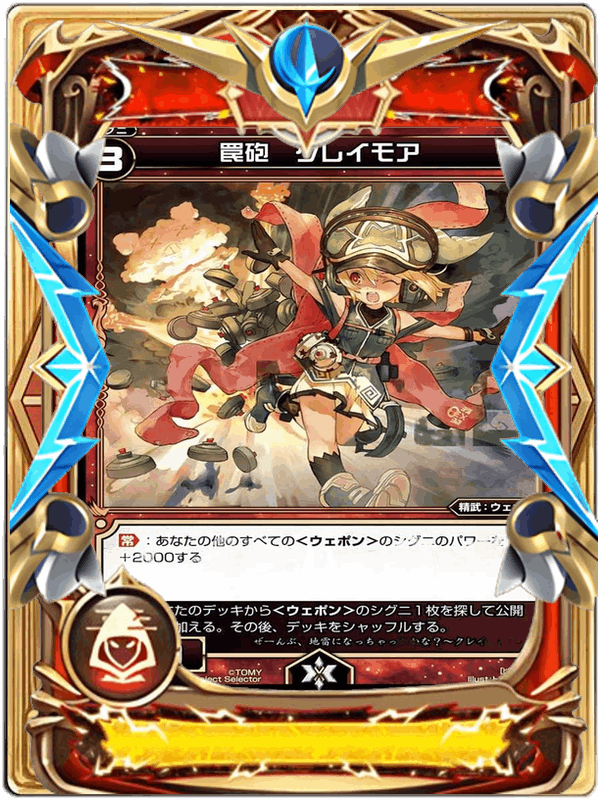 3
罠砲 クレイモア
精武：ウェ
常：あなたの他のすべての<ウェポン>のシグニのパワーを
+2000する
たのデッキから<ウェポン>のシグニ１枚を探して公開
加える。その後、デッキをシャッフルする。
ぜーんぶ、地雷になっちゃっ
な？～クレイ
©TOMY
ject Selector
Illust